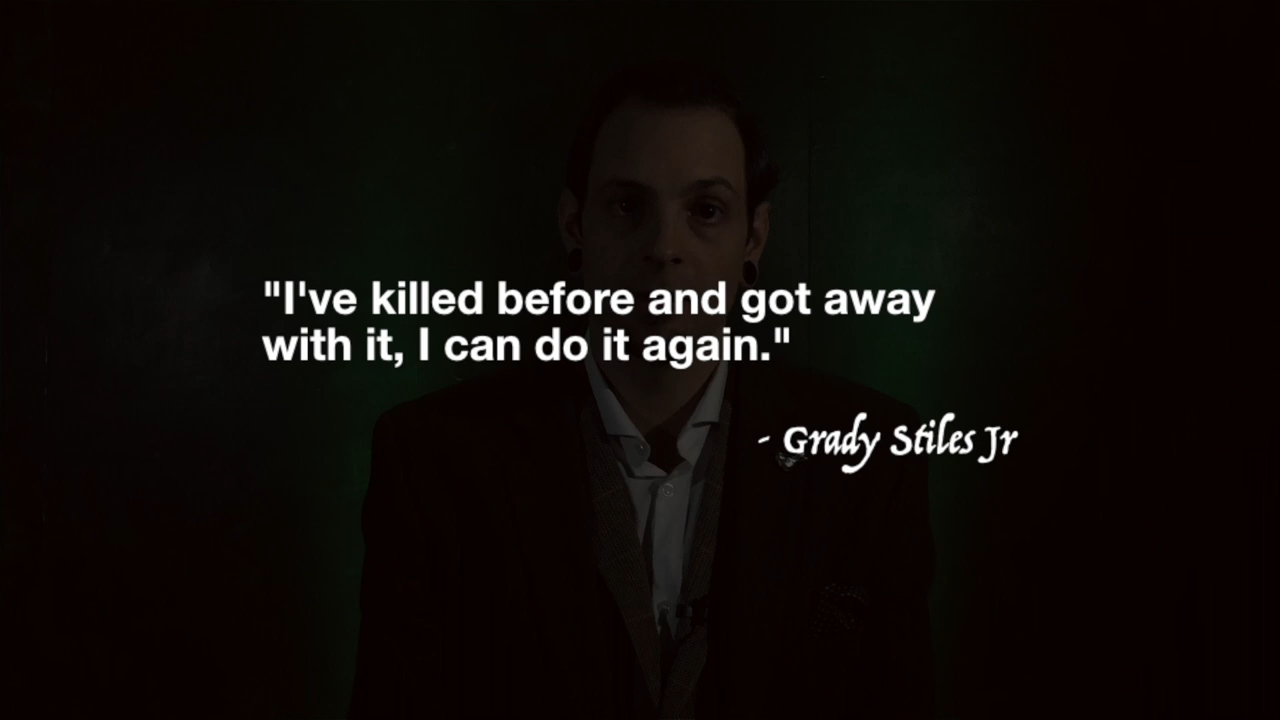 "I've killed before and got away
with it, I can do it again."
- Grady Stiles Jr